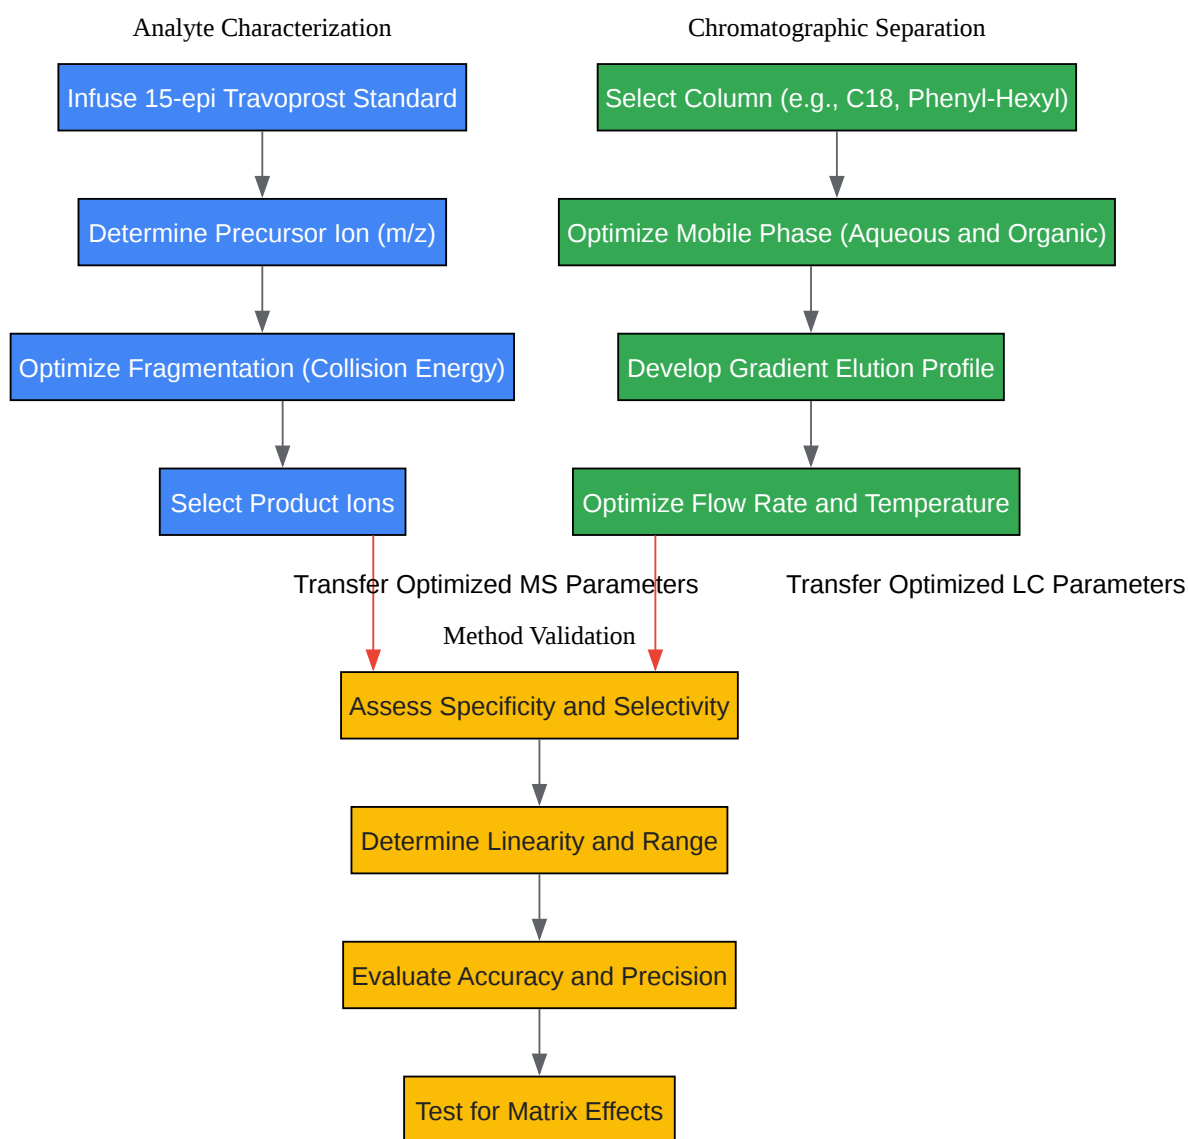 Analyte Characterization
Chromatographic Separation
Infuse 15-epi Travoprost Standard
Select Column (e.g., C18, Phenyl-Hexyl)
Determine Precursor Ion (m/z)
Optimize Mobile Phase (Aqueous and Organic)
Optimize Fragmentation (Collision Energy)
Develop Gradient Elution Profile
Select Product Ions
Optimize Flow Rate and Temperature
Transfer Optimized MS Parameters
Transfer Optimized LC Parameters
Method Validation
Assess Specificity and Selectivity
Determine Linearity and Range
Evaluate Accuracy and Precision
Test for Matrix Effects